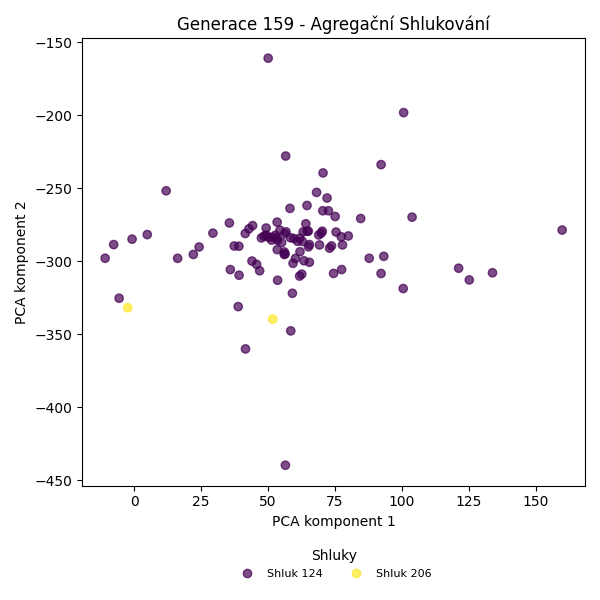 Generace 159 - Agregační Shlukování
−150
−200
−250
−300
−350
−400
−450
PCA komponent 2
0
25
50
75
100
125
150
PCA komponent 1
Shluky
Shluk 124
Shluk 206